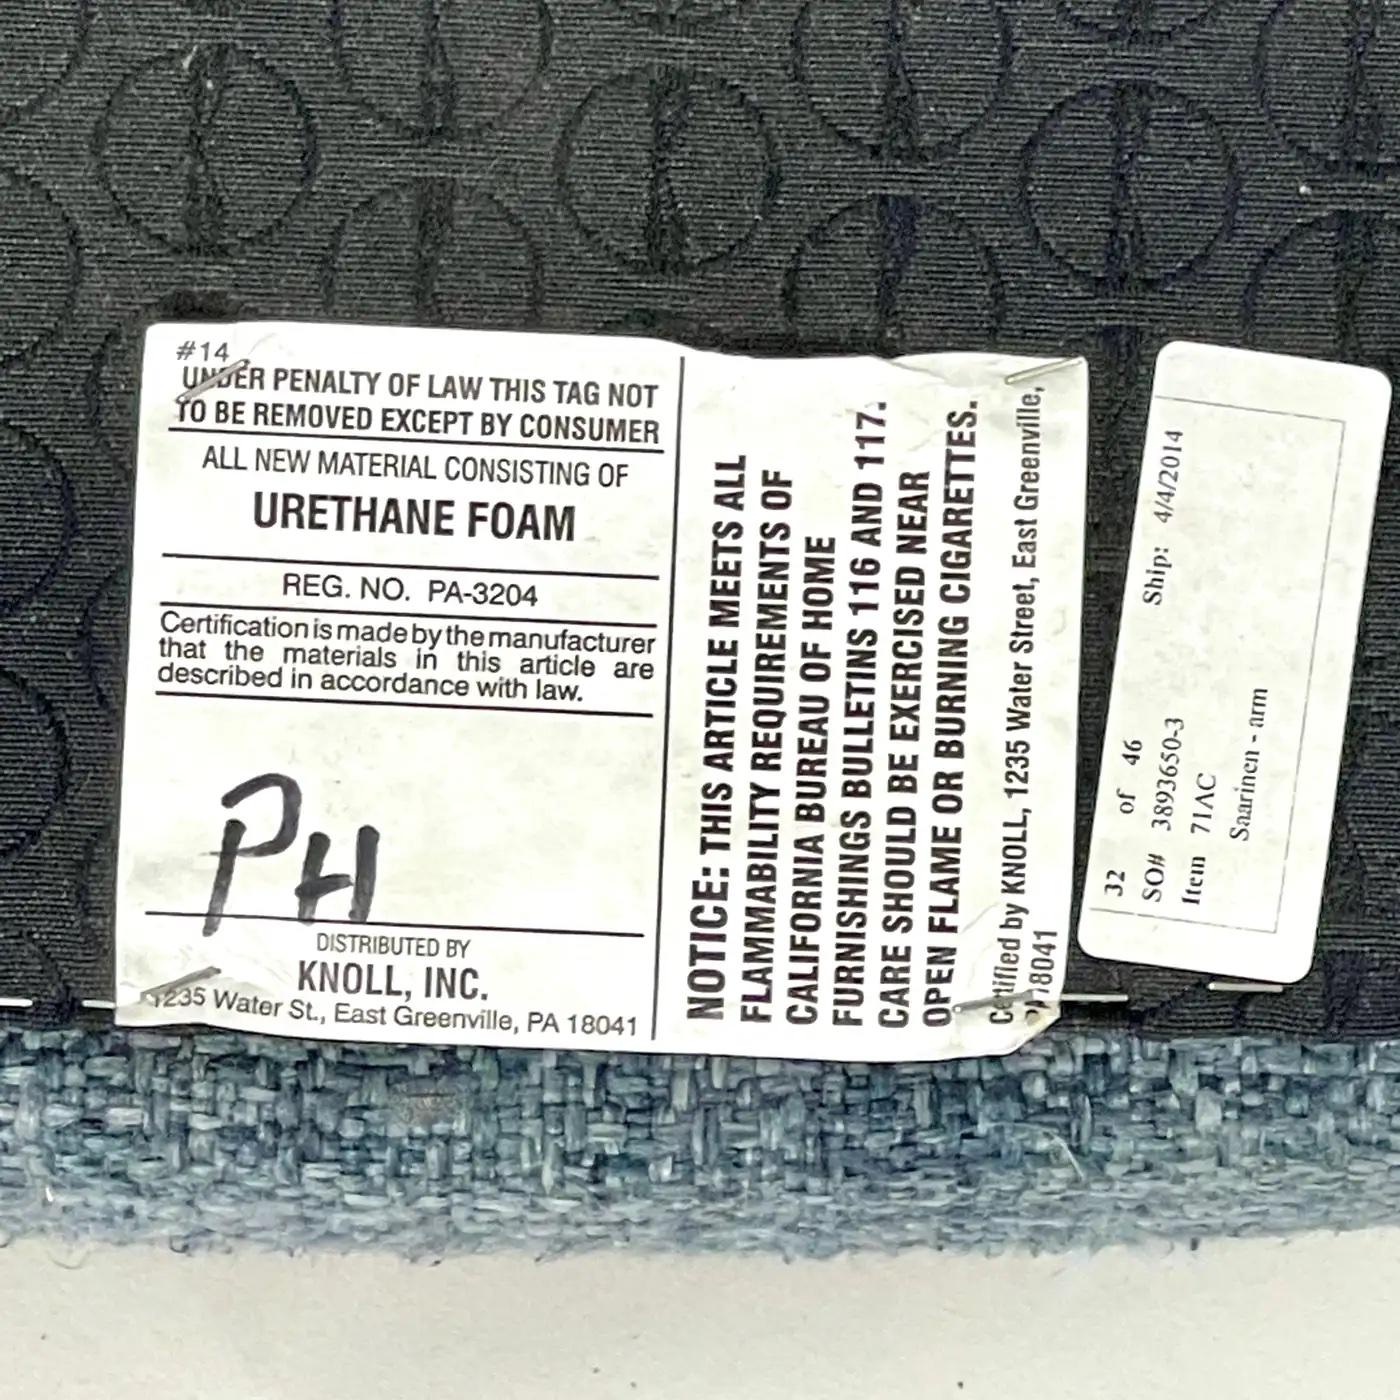 #14
UNDER PENALTY OF LAW THIS TAG NOT
TO BE REMOVED EXCEPT BY CONSUMER
ALL NEW MATERIAL CONSISTING OF
URETHANE FOAM
REG. NO. PA-3204
Certification is made by the manufacturer
that the materials in this article are
described in accordance with law.
PH
DISTRIBUTED BY
KNOLL, INC.
1235 Water St., East Greenville, PA 18041
NOTICE: THIS ARTICLE MEETS ALL
FLAMMABILITY REQUIREMENTS OF
CALIFORNIA BUREAU OF HOME
FURNISHINGS BULLETINS 116 AND 117.
CARE SHOULD BE EXERCISED NEAR
OPEN FLAME OR BURNING CIGARETTES.
Certified by KNOLL, 1235 Water Street, East Greenville,
PA 18041
32 of 46
SO# 3893650-3 Ship: 4/4/2014
Item 71AC
Saarinen - arm